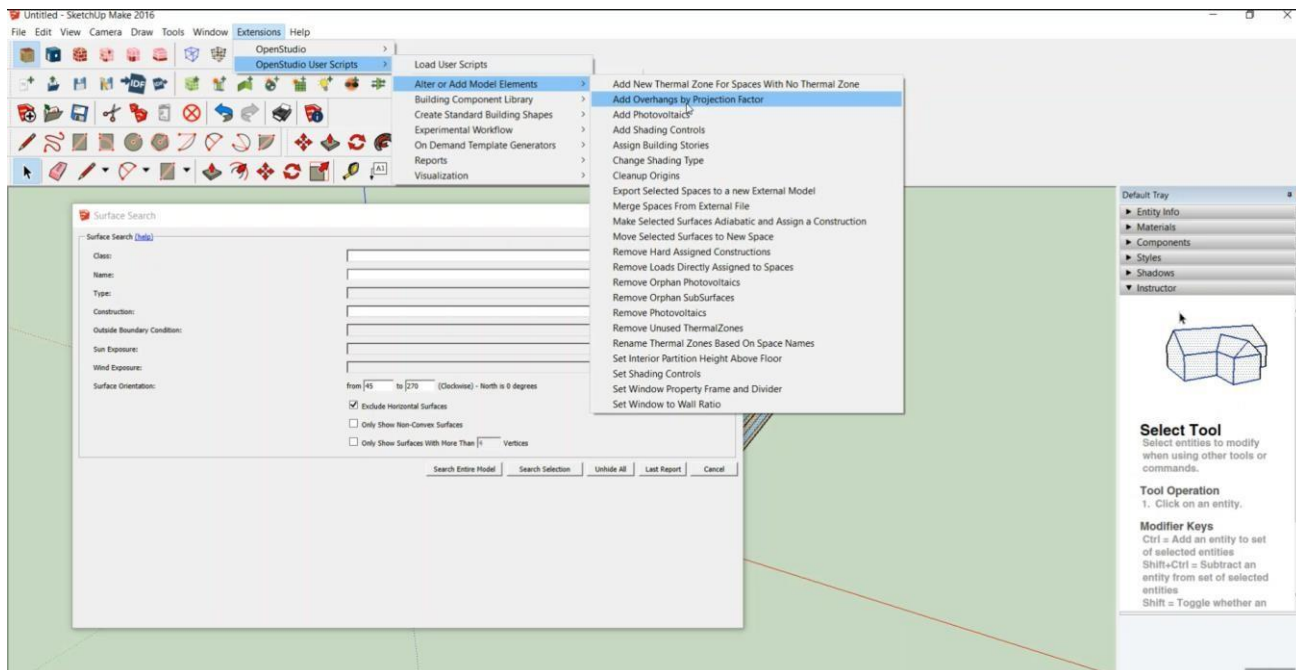 Untitled - SketchUp Make 2016
File Edit View Camera Draw Tools Window Extensions Help
OpenStudio
OpenStudio User Scripts
Load User Scripts
Alter or Add Model Elements
Building Component Library
Create Standard Building Shapes
Experimental Workflow
On Demand Template Generators
Reports
Visualization
Add New Thermal Zone For Spaces With No Thermal Zone
Add Overhangs by Projection Factor
Add Photovoltaics
Add Shading Controls
Assign Building Stories
Change Shading Type
Cleanup Origins
Export Selected Spaces to a new External Model
Merge Spaces From External File
Make Selected Surfaces Adiabatic and Assign a Construction
Move Selected Surfaces to New Space
Remove Hard Assigned Constructions
Remove Loads Directly Assigned to Spaces
Remove Orphan Photovoltaics
Remove Orphan SubSurfaces
Remove Photovoltaics
Remove Unused ThermalZones
Rename Thermal Zones Based On Space Names
Set Interior Partition Height Above Floor
Set Shading Controls
Set Window Property Frame and Divider
Set Window to Wall Ratio
IDF
A1
Surface Search
Surface Search (help)
Class:
Name:
Type:
Construction:
Outside Boundary Condition:
Sun Exposure:
Wind Exposure:
Surface Orientation: from 45 to 270 (Clockwise) - North is 0 degrees
Exclude Horizontal Surfaces
Only Show Non-Convex Surfaces
Only Show Surfaces With More Than 4 Vertices
Search Entire Model Search Selection Unhide All Last Report Cancel
Default Tray
Entity Info
Materials
Components
Styles
Shadows
Instructor
Select Tool
Select entities to modify
when using other tools or
commands.
Tool Operation
1. Click on an entity.
Modifier Keys
Ctrl = Add an entity to set
of selected entities
Shift+Ctrl = Subtract an
entity from set of selected
entities
Shift = Toggle whether an